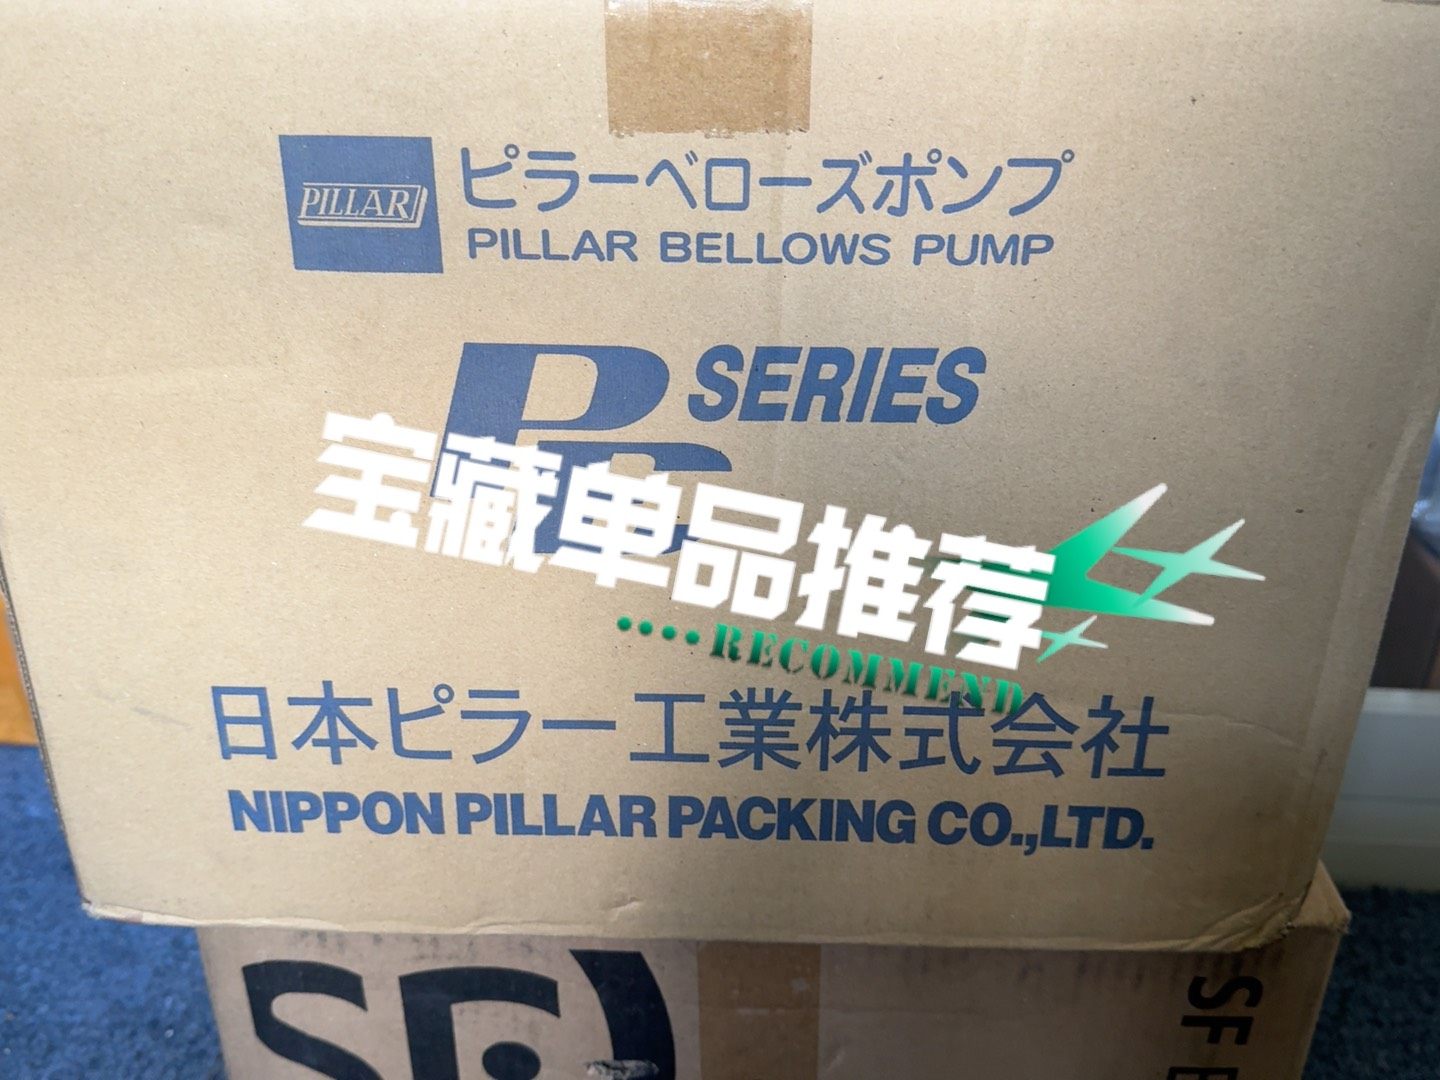 PILLAR
ピラーベローズポンプ
PILLAR BELLOWS PUMP
SERIES
宝藏单品推荐
RECOMMEND
日本ピラー工業株式会社
NIPPON PILLAR PACKING CO.,LTD.
SF
SF